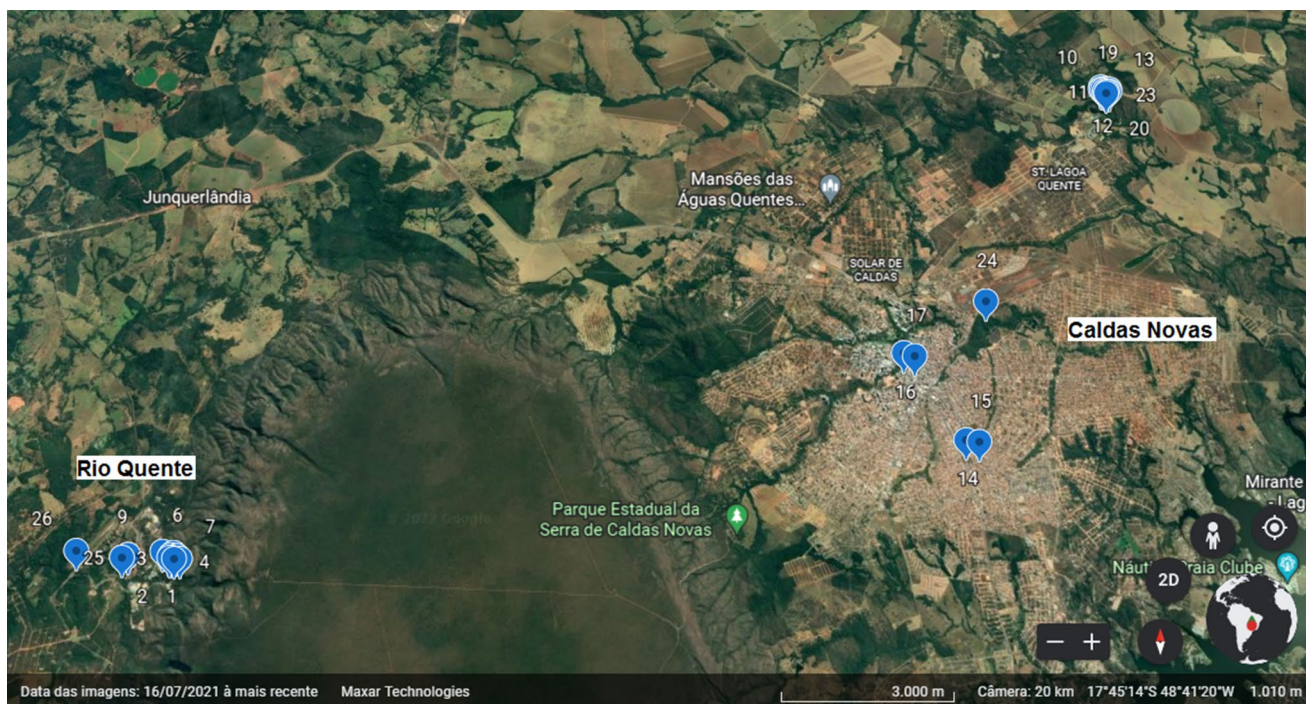 10 19 13
11 23
12 20
Mansões das
Águas Quentes...
ST. LAGOA
QUENTE
Junquerlândia
SOLAR DE
CALDAS
24
17
Caldas Novas
16
15
14
Rio Quente
Mirante
- Lag
Parque Estadual da
Serra de Caldas Novas
26 9 6 7
25 3 4
2 1
© 2022 Google
Náutico Praia Clube
2D
Data das imagens: 16/07/2021 à mais recente Maxar Technologies 3.000 m Câmera: 20 km 17°45'14"S 48°41'20"W 1.010 m